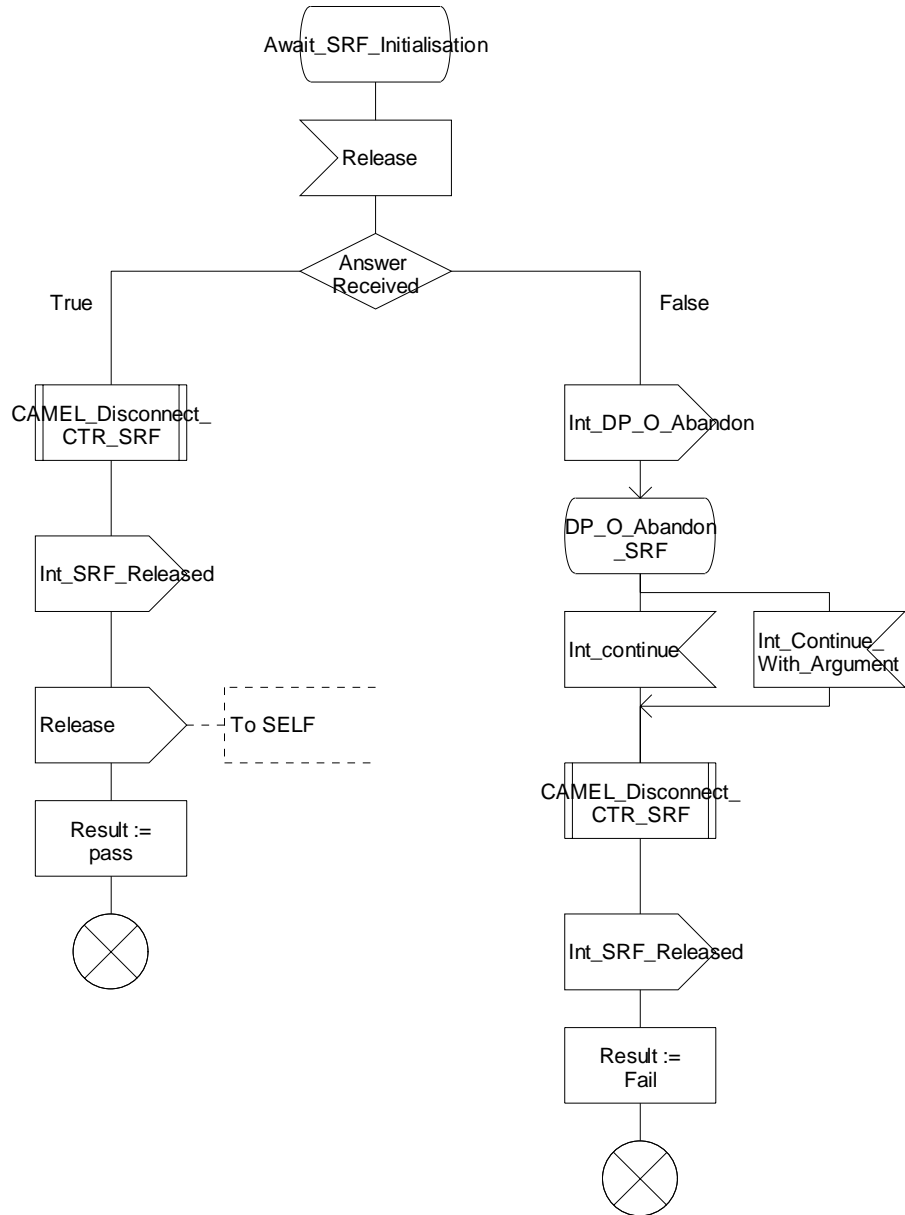 Await_SRF_Initialisation
Release
Answer
Received
True
False
CAMEL_Disconnect_
CTR_SRF
Int_DP_O_Abandon
DP_O_Abandon
_SRF
Int_SRF_Released
Int_continue
Int_Continue_
With_Argument
Release
To SELF
CAMEL_Disconnect_
CTR_SRF
Result :=
pass
Int_SRF_Released
Result :=
Fail